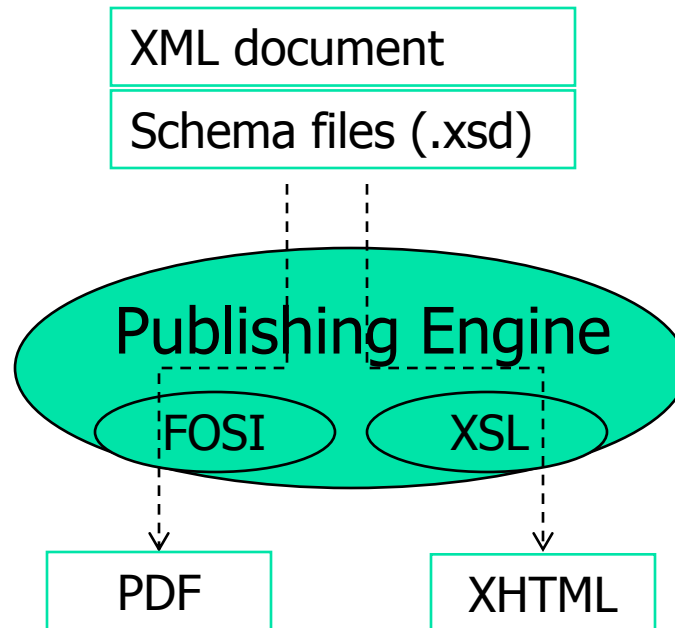 XML document
Schema files (.xsd)
Publishing Engine
FOSI
XSL
PDF
XHTML